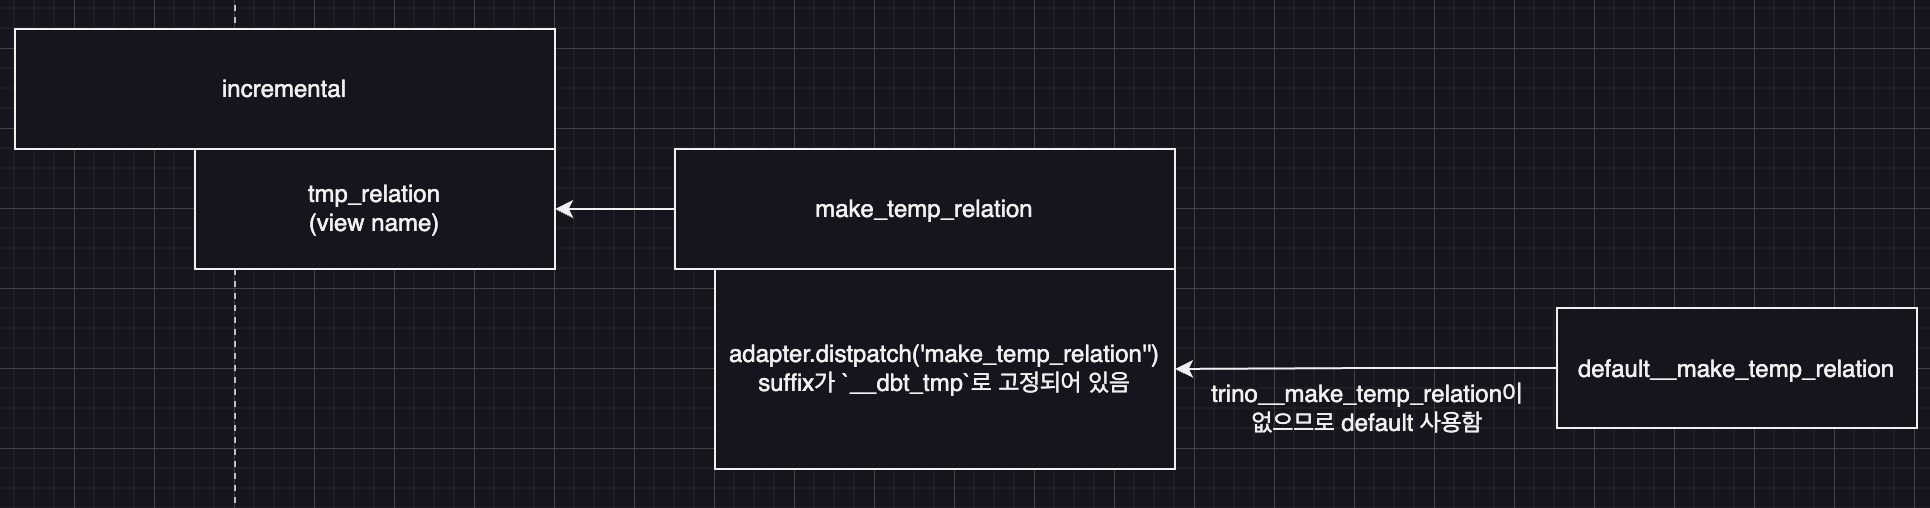 incremental
tmp_relation
(view name)
make_temp_relation
adapter.distpatch('make_temp_relation")
suffix가 `__dbt_tmp`로 고정되어 있음
trino__make_temp_relation이
없으므로 default 사용함
default__make_temp_relation